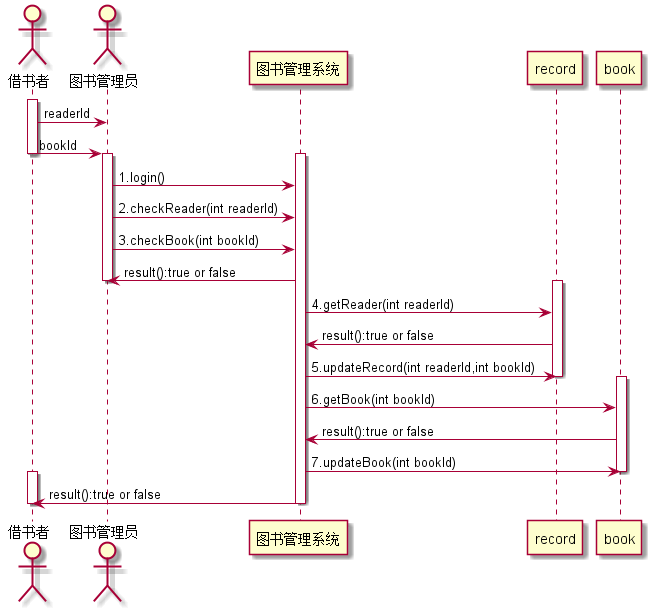 借书者
图书管理员
图书管理系统
record
book
readerId
bookId
1.login()
2.checkReader(int readerId)
3.checkBook(int bookId)
result():true or false
4.getReader(int readerId)
result():true or false
5.updateRecord(int readerId,int bookId)
6.getBook(int bookId)
result():true or false
7.updateBook(int bookId)
result():true or false
借书者
图书管理员
图书管理系统
record
book